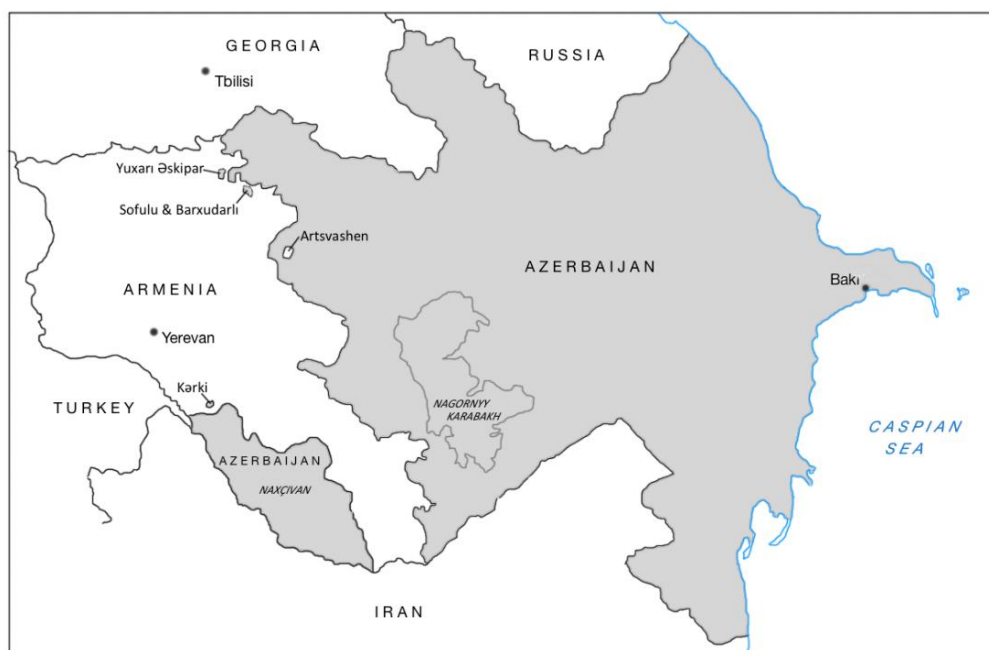 GEORGIA
RUSSIA
Tbilisi
Yuxarı Əskipar
Sofulu & Barxudarlı
Artsvashen
AZERBAIJAN
Bakı
ARMENIA
Yerevan
Kərki
TURKEY
NAGORNYY
KARABAKH
CASPIAN
SEA
AZERBAIJAN
NAXÇIVAN
IRAN